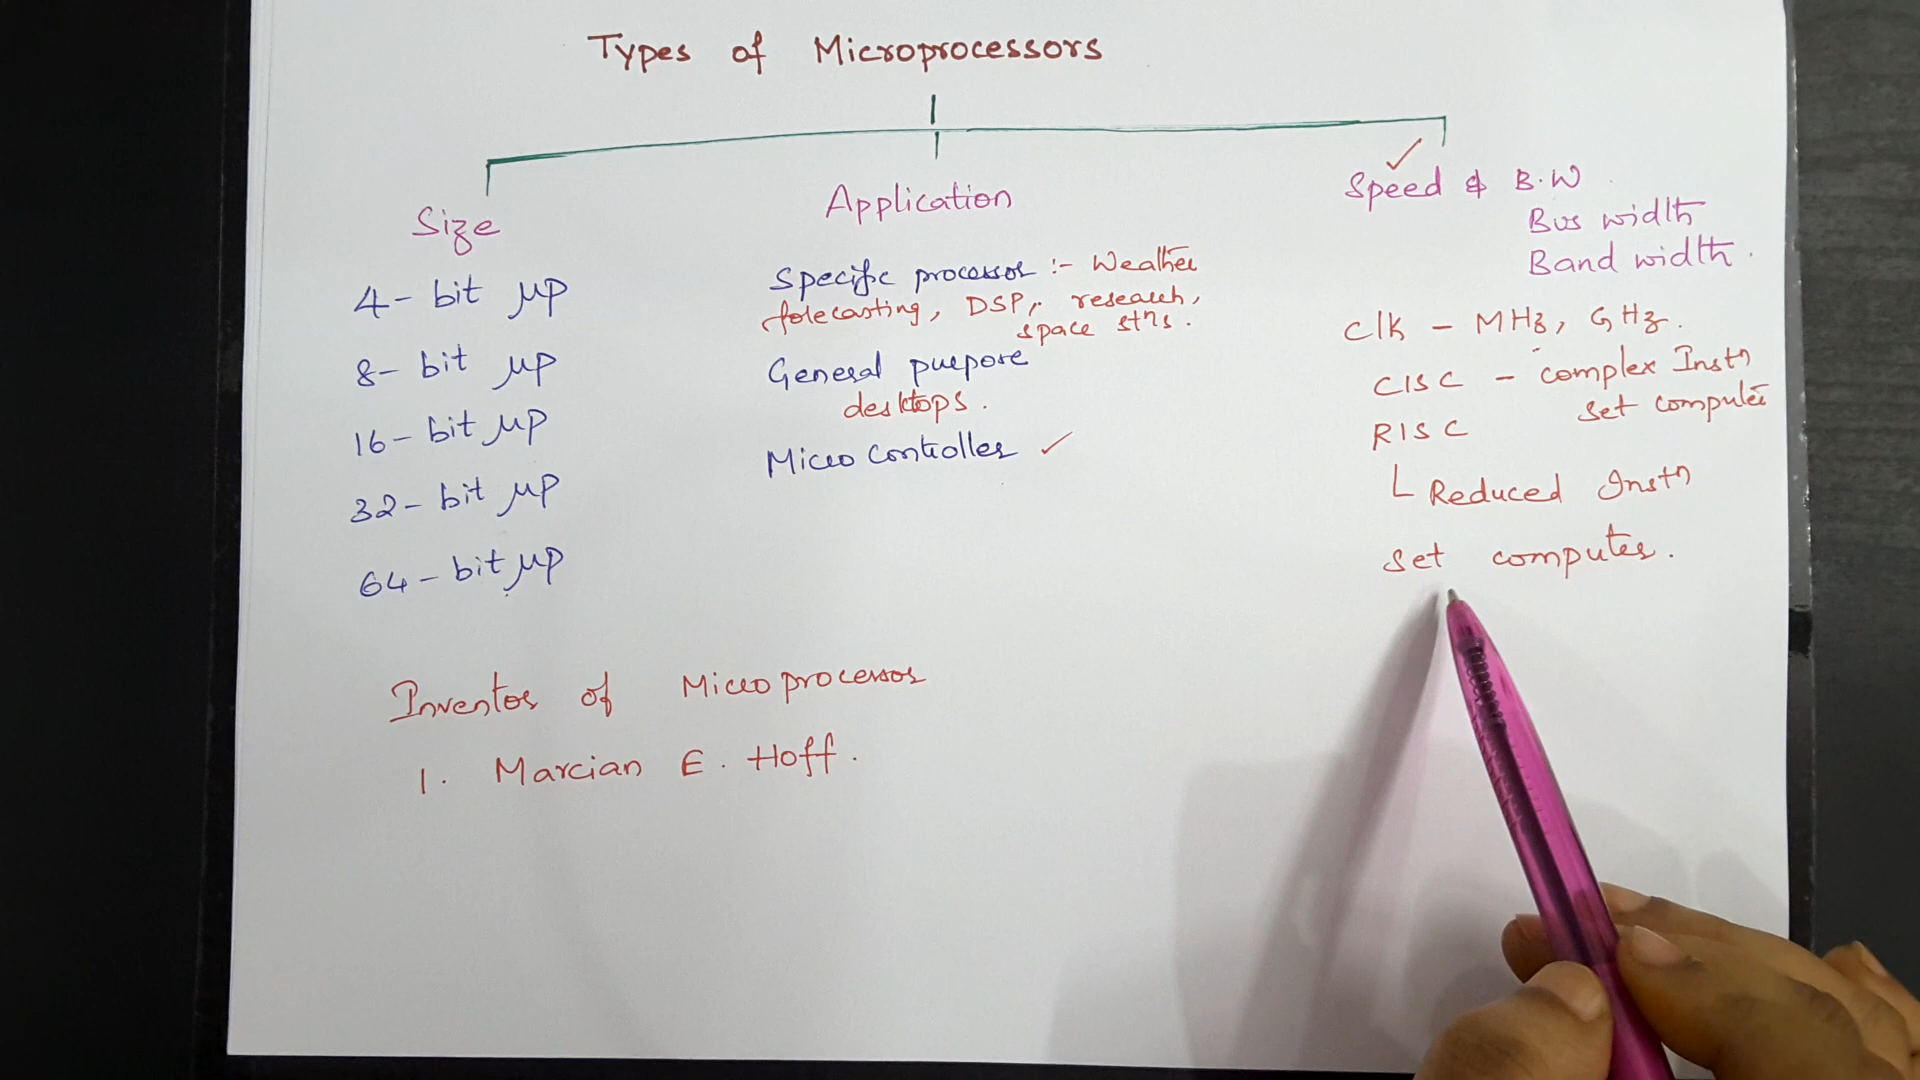 Types of Microprocessors
Size
4- bit μp
8- bit μp
16- bit μp
32- bit μp
64- bit μp
Application
Specific processor :- Weather
forecasting, DSP, research,
space stns.
General purpose
desktops.
Micro Controller ✓
✓
Speed & B.W
Bus width
Band width.
Clk - MHz, GHz.
CISC - complex Instn
set computer
RISC
Reduced Instn
set computer.
Inventor of Microprocessor
1. Marcian E. Hoff.